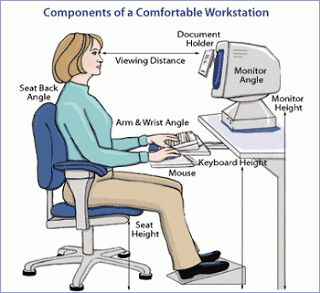 Components of a Comfortable Workstation
Document
Holder
Viewing Distance
Monitor
Angle
Seat Back
Angle
Monitor
Height
Arm & Wrist Angle
Keyboard Height
Mouse
Seat
Height